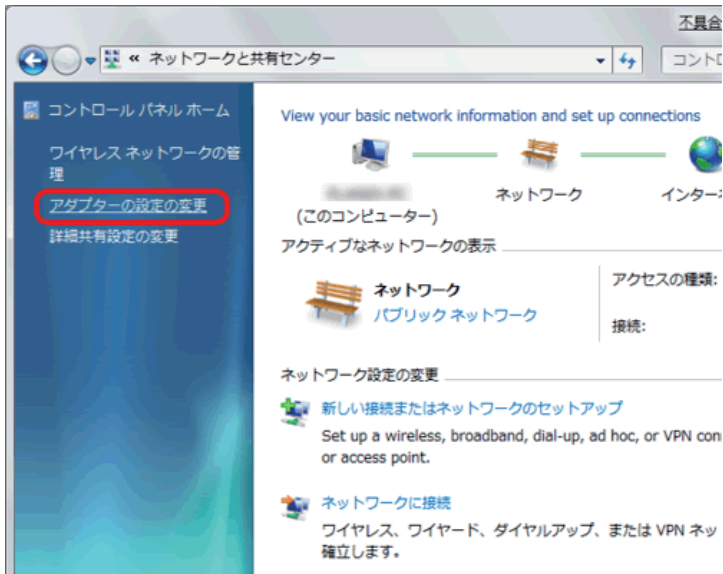 不具合
« ネットワークと共有センター
コントロ
コントロール パネル ホーム
ワイヤレス ネットワークの管
理
アダプターの設定の変更
詳細共有設定の変更
View your basic network information and set up connections
ネットワーク
インターネ
(このコンピューター)
アクティブなネットワークの表示
ネットワーク
パブリック ネットワーク
アクセスの種類:
接続:
ネットワーク設定の変更
新しい接続またはネットワークのセットアップ
Set up a wireless, broadband, dial-up, ad hoc, or VPN conn
or access point.
ネットワークに接続
ワイヤレス、ワイヤード、ダイヤルアップ、または VPN ネッ
確立します。